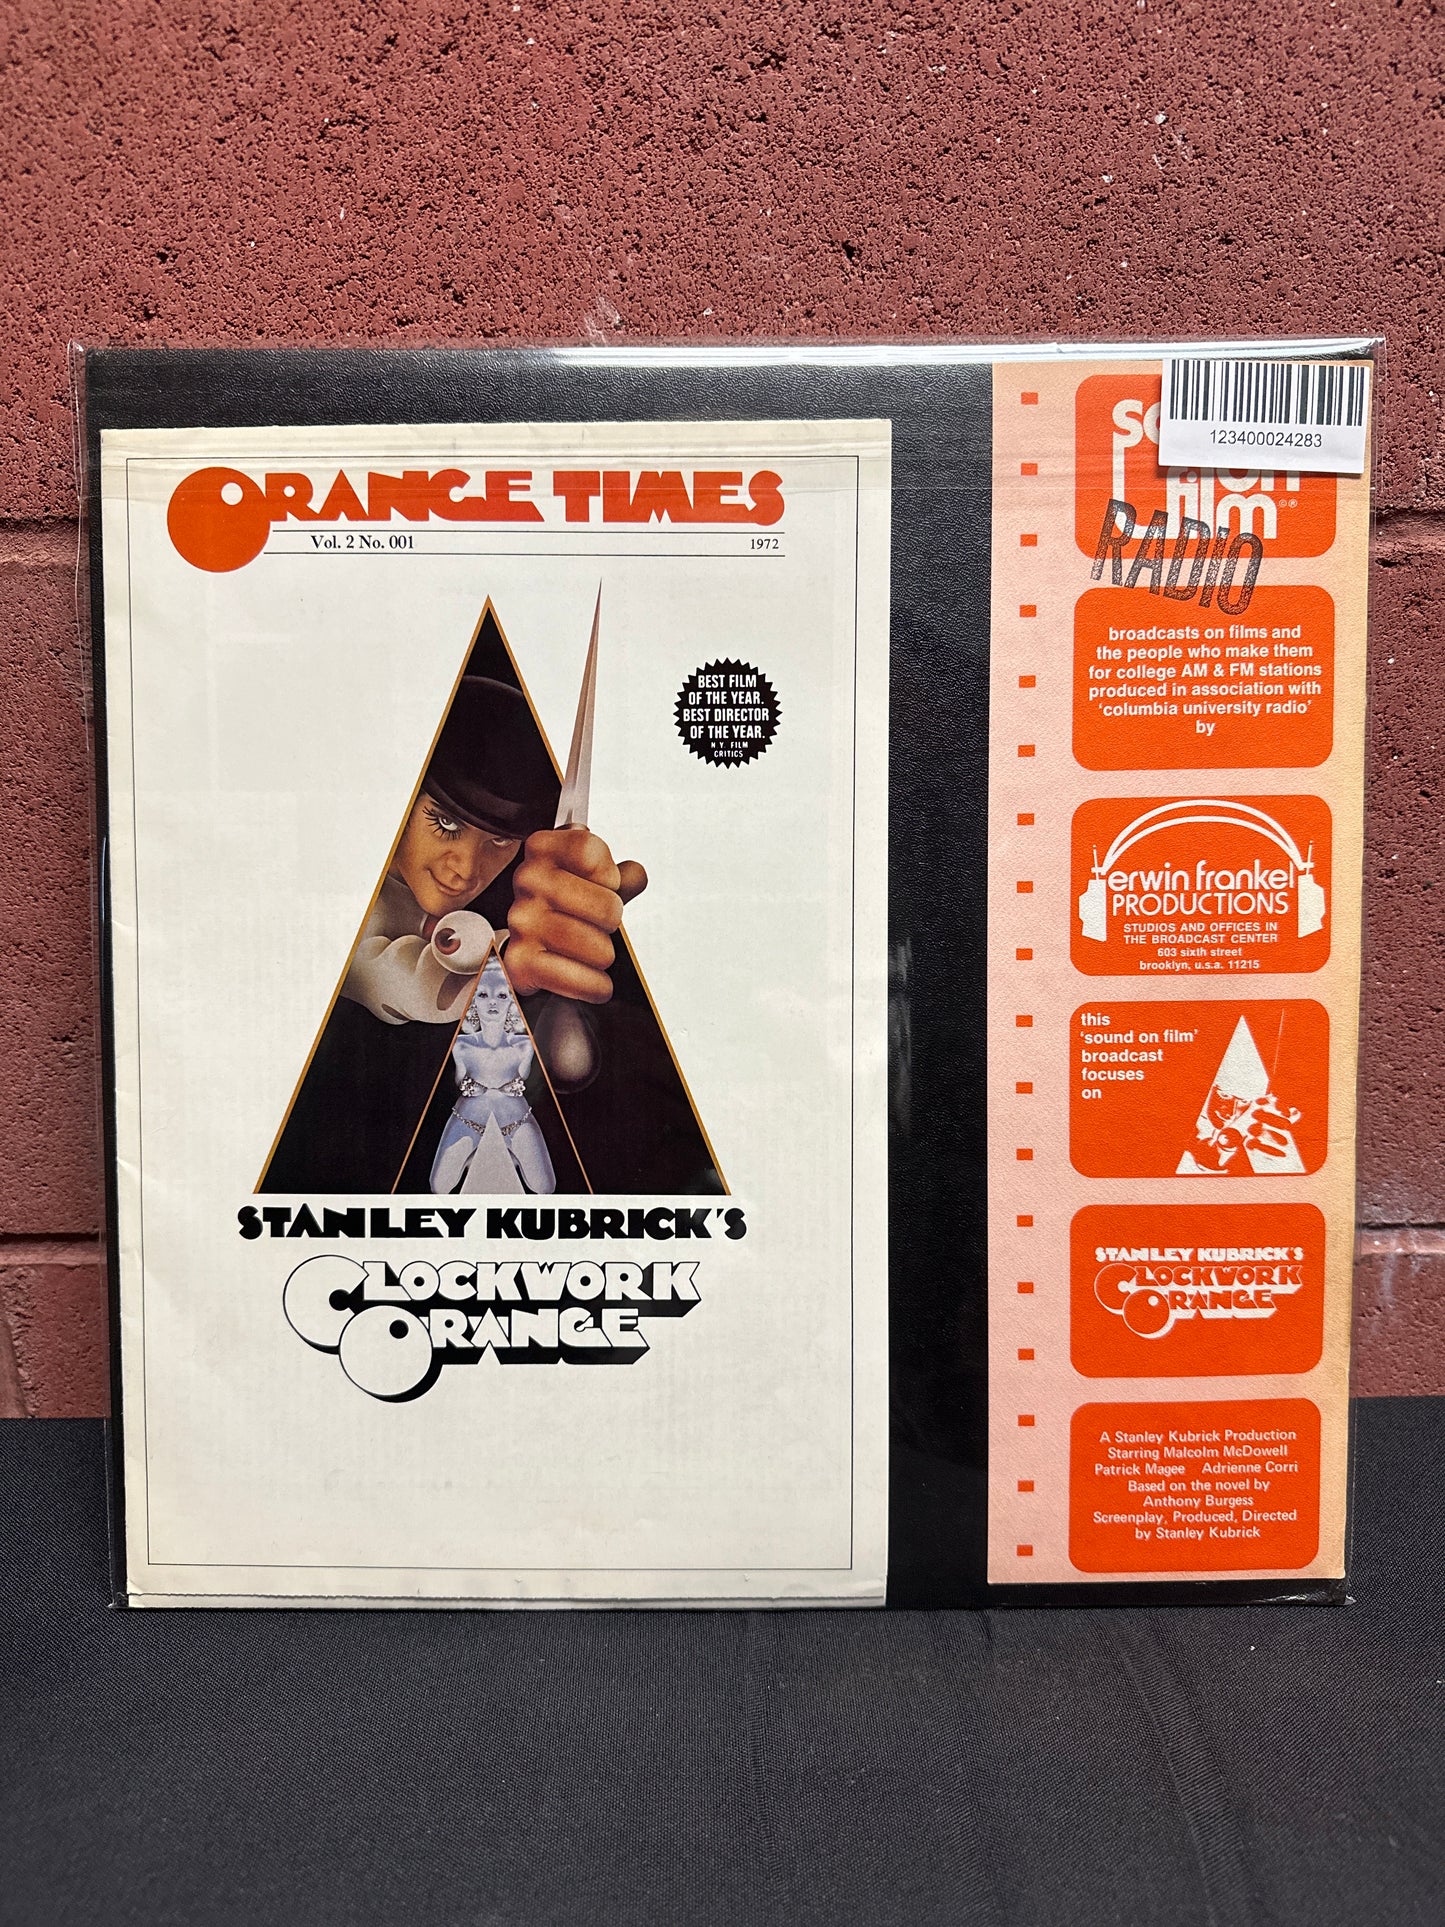 ORANGE TIMES
Vol. 2 No. 001
1972
BEST FILM
OF THE YEAR.
BEST DIRECTOR
OF THE YEAR.
N.Y. FILM
CRITICS
STANLEY KUBRICK'S
CLOCKWORK
ORANGE
123400024283
film ©®
RADIO
broadcasts on films and
the people who make them
for college AM & FM stations
produced in association with
'columbia university radio'
by
erwin frankel
PRODUCTIONS
STUDIOS AND OFFICES IN
THE BROADCAST CENTER
603 sixth street
brooklyn, u.s.a. 11215
this
'sound on film'
broadcast
focuses
on
STANLEY KUBRICK'S
CLOCKWORK
ORANGE
A Stanley Kubrick Production
Starring Malcolm McDowell
Patrick Magee Adrienne Corri
Based on the novel by
Anthony Burgess
Screenplay, Produced, Directed
by Stanley Kubrick